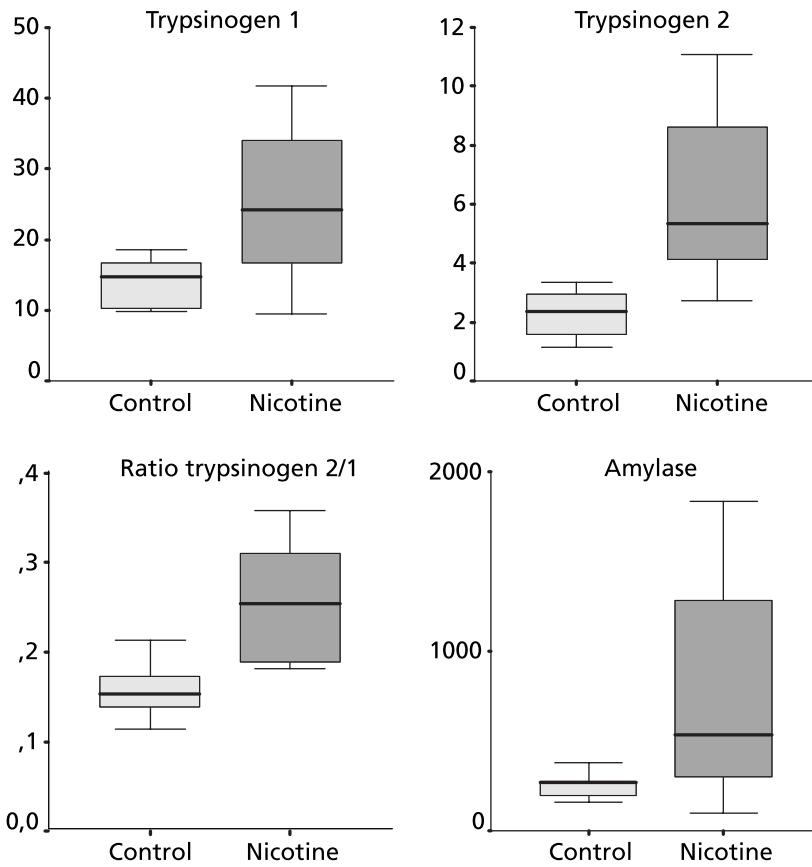 Trypsinogen 1
50
40
30
20
10
0
Control Nicotine
Trypsinogen 2
12
10
8
6
4
2
0
Control Nicotine
Ratio trypsinogen 2/1
,4
,3
,2
,1
0,0
Control Nicotine
Amylase
2000
1000
0
Control Nicotine